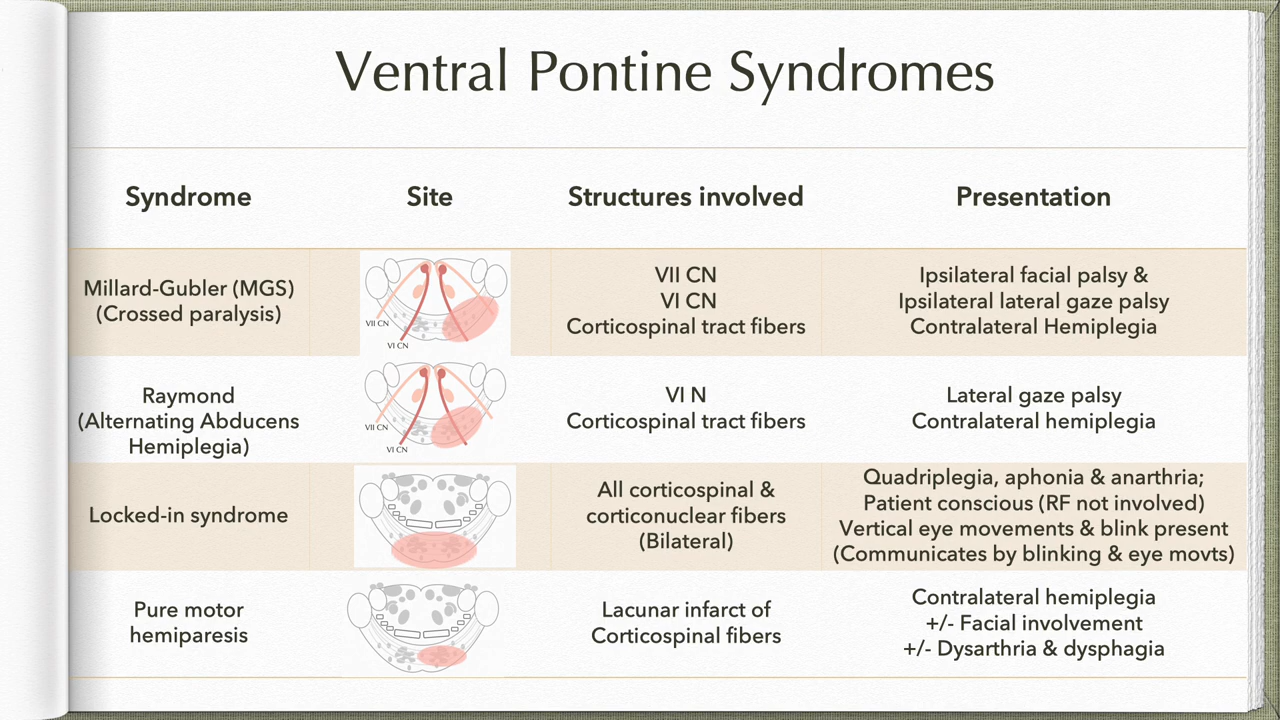 Ventral Pontine Syndromes
Syndrome
Site
Structures involved
Presentation
Millard-Gubler (MGS)
(Crossed paralysis)
VII CN
VI CN
VII CN
VI CN
Corticospinal tract fibers
Ipsilateral facial palsy &
Ipsilateral lateral gaze palsy
Contralateral Hemiplegia
Raymond
(Alternating Abducens
Hemiplegia)
VII CN
VI CN
VI N
Corticospinal tract fibers
Lateral gaze palsy
Contralateral hemiplegia
Locked-in syndrome
All corticospinal &
corticonuclear fibers
(Bilateral)
Quadriplegia, aphonia & anarthria;
Patient conscious (RF not involved)
Vertical eye movements & blink present
(Communicates by blinking & eye movts)
Pure motor
hemiparesis
Lacunar infarct of
Corticospinal fibers
Contralateral hemiplegia
+/- Facial involvement
+/- Dysarthria & dysphagia